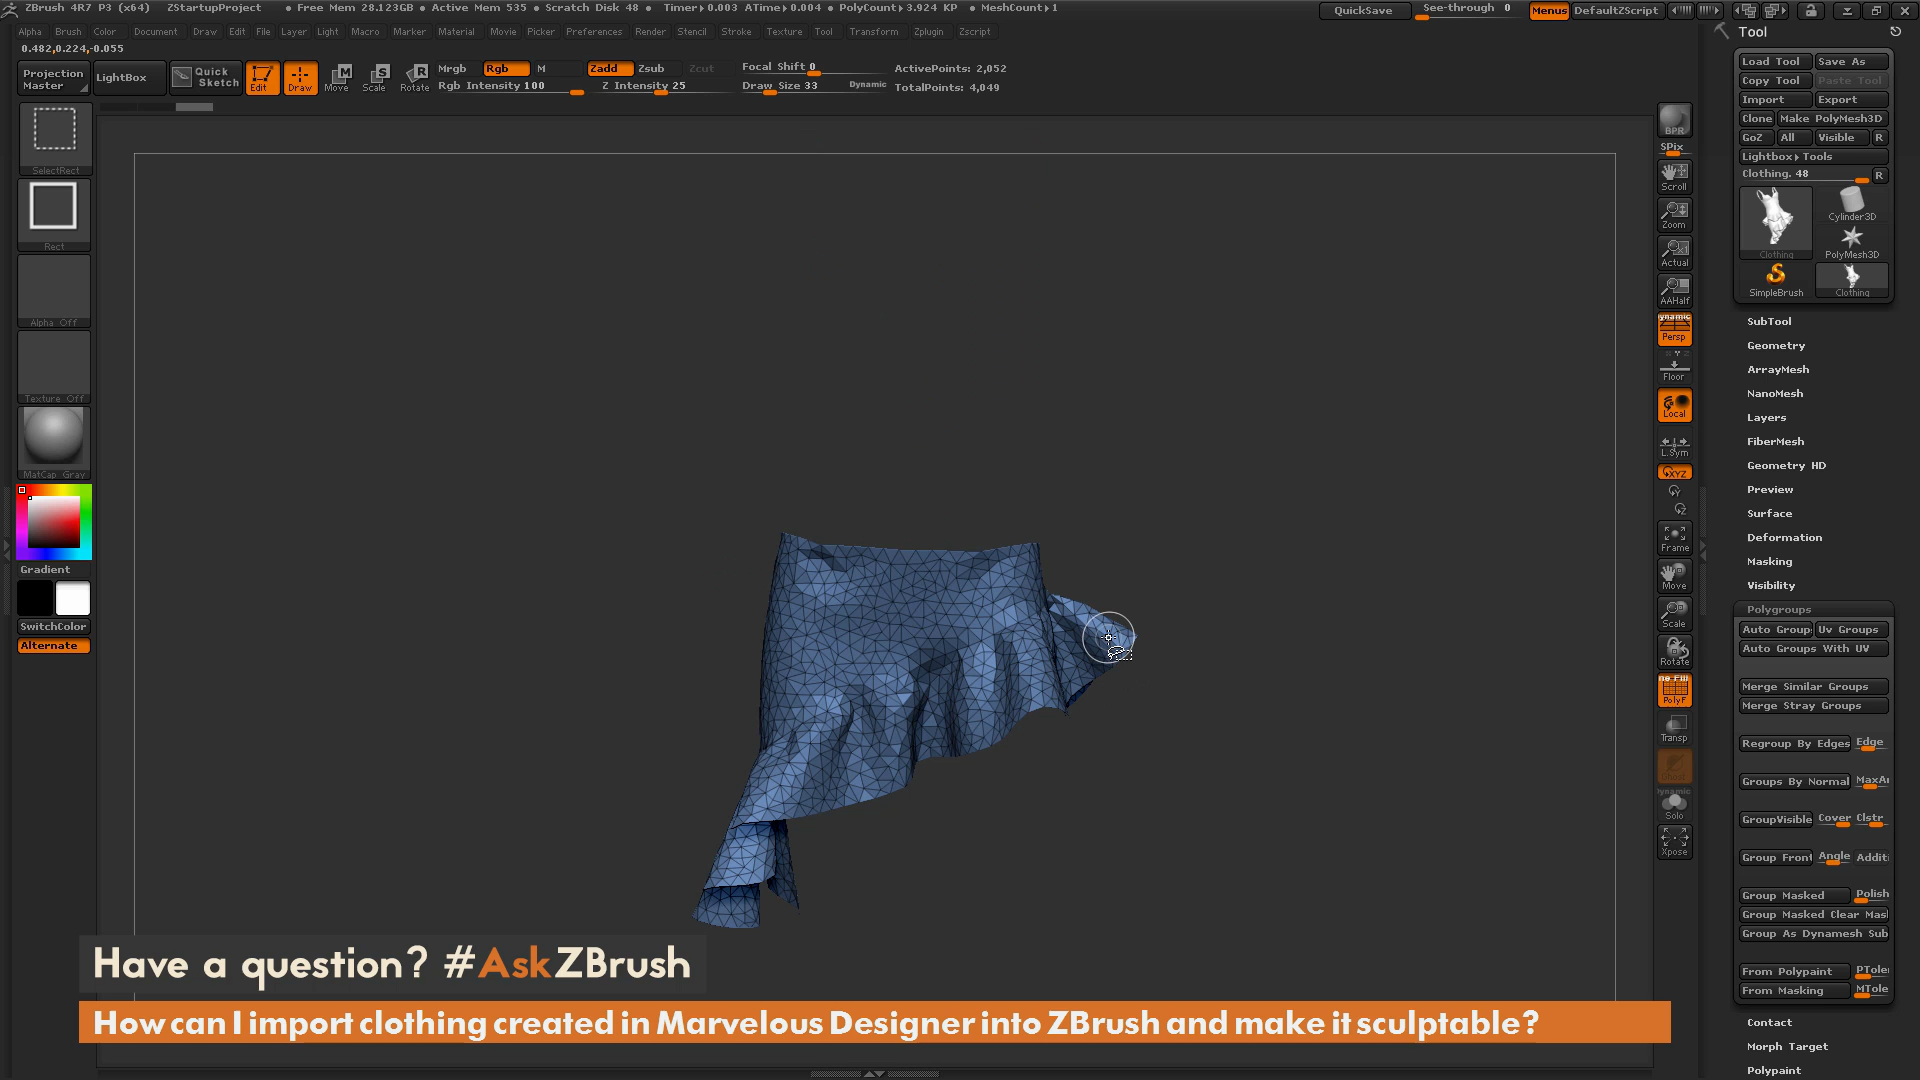 ZBrush 4R7 P3 (x64) ZStartupProject • Free Mem 28.123GB • Active Mem 535 • Scratch Disk 48 • Timer▸0.003 ATime▸0.004 • PolyCount▸3.924 KP • MeshCount▸1 QuickSave See-through 0 Menus DefaultZScript
Alpha Brush Color Document Draw Edit File Layer Light Macro Marker Material Movie Picker Preferences Render Stencil Stroke Texture Tool Transform Zplugin Zscript
0.482,0.224,-0.055
Projection Master
LightBox
Quick Sketch
Edit
Draw
Move
Scale
Rotate
Mrgb Rgb M
Rgb Intensity 100
Zadd Zsub Zcut
Z Intensity 25
Focal Shift 0
Draw Size 33 Dynamic
ActivePoints: 2,052
TotalPoints: 4,049
SelectRect
Rect
Alpha Off
Texture Off
MatCap Gray
Gradient
SwitchColor
Alternate
BPR
SPix
Scroll
Zoom
Actual
AAHalf
Persp
Floor
Local
L.Sym
XYZ
Frame
Move
Scale
Rotate
PolyF
Transp
Ghost
Dynamic
Solo
Xpose
Tool
Load Tool Save As
Copy Tool Paste Tool
Import Export
Clone Make PolyMesh3D
GoZ All Visible R
Lightbox▸Tools
Clothing. 48 R
Clothing
Cylinder3D
PolyMesh3D
SimpleBrush
Clothing
SubTool
Geometry
ArrayMesh
NanoMesh
Layers
FiberMesh
Geometry HD
Preview
Surface
Deformation
Masking
Visibility
Polygroups
Auto Group: Uv Groups
Auto Groups With UV
Merge Similar Groups
Merge Stray Groups
Regroup By Edges Edge
Groups By Normal MaxAn
GroupVisible Cover Clstr
Group Front Angle Addit
Group Masked Polish
Group Masked Clear Mas
Group As Dynamesh Sub
From Polypaint PToler
From Masking MTole
Contact
Morph Target
Polypaint
Have a question? #AskZBrush
How can I import clothing created in Marvelous Designer into ZBrush and make it sculptable?